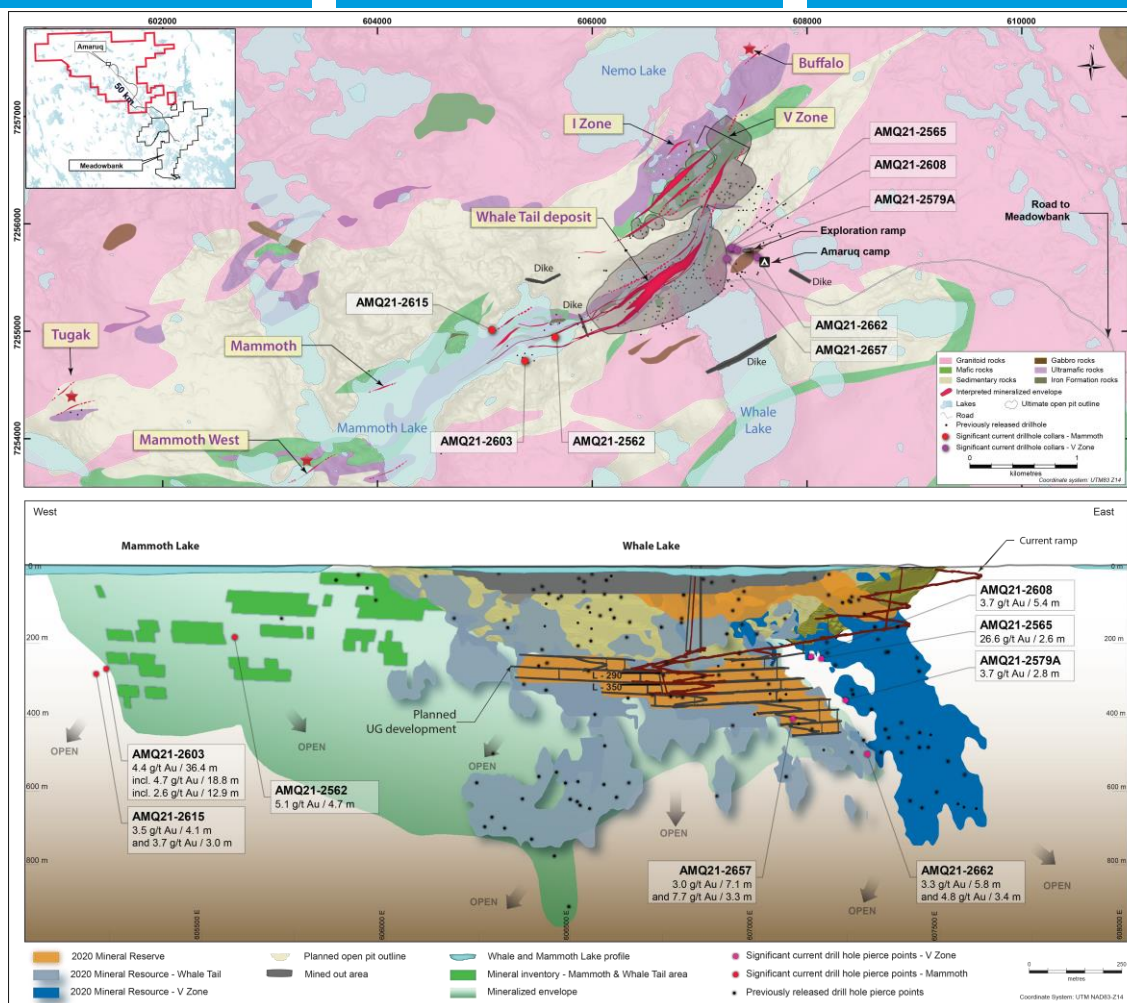 602000
604000
606000
608000
610000
7257000
7256000
7255000
7254000
Amaruq
50 km
Meadowbank
Nemo Lake
Buffalo
N
I Zone
V Zone
AMQ21-2565
AMQ21-2608
AMQ21-2579A
Whale Tail deposit
Exploration ramp
Amaruq camp
Road to
Meadowbank
Dike
Dike
Dike
Dike
AMQ21-2615
AMQ21-2662
AMQ21-2657
Tugak
Mammoth
Mammoth West
Mammoth Lake
AMQ21-2603
AMQ21-2562
Whale
Lake
Granitoid rocks
Gabbro rocks
Mafic rocks
Ultramafic rocks
Sedimentary rocks
Iron Formation rocks
Interpreted mineralized envelope
Lakes
Ultimate open pit outline
Road
Previously released drillhole
Significant current drillhole collars - Mammoth
Significant current drillhole collars - V Zone
0
1
kilometres
Coordinate system: UTM83 Z14
West
East
Mammoth Lake
Whale Lake
Current ramp
0 m
0 m
200 m
200 m
400 m
400 m
600 m
600 m
800 m
800 m
AMQ21-2608
3.7 g/t Au / 5.4 m
AMQ21-2565
26.6 g/t Au / 2.6 m
AMQ21-2579A
3.7 g/t Au / 2.8 m
L - 290
L - 350
Planned
UG development
OPEN
OPEN
OPEN
OPEN
OPEN
OPEN
OPEN
AMQ21-2603
4.4 g/t Au / 36.4 m
incl. 4.7 g/t Au / 18.8 m
incl. 2.6 g/t Au / 12.9 m
AMQ21-2562
5.1 g/t Au / 4.7 m
AMQ21-2615
3.5 g/t Au / 4.1 m
and 3.7 g/t Au / 3.0 m
AMQ21-2657
3.0 g/t Au / 7.1 m
and 7.7 g/t Au / 3.3 m
AMQ21-2662
3.3 g/t Au / 5.8 m
and 4.8 g/t Au / 3.4 m
605500 E
606000 E
606500 E
607000 E
607500 E
608000 E
2020 Mineral Reserve
2020 Mineral Resource - Whale Tail
2020 Mineral Resource - V Zone
Planned open pit outline
Mined out area
Whale and Mammoth Lake profile
Mineral inventory - Mammoth & Whale Tail area
Mineralized envelope
Significant current drill hole pierce points - V Zone
Significant current drill hole pierce points - Mammoth
Previously released drill hole pierce points
0
250
metres
Coordinate System: UTM NAD83-Z14